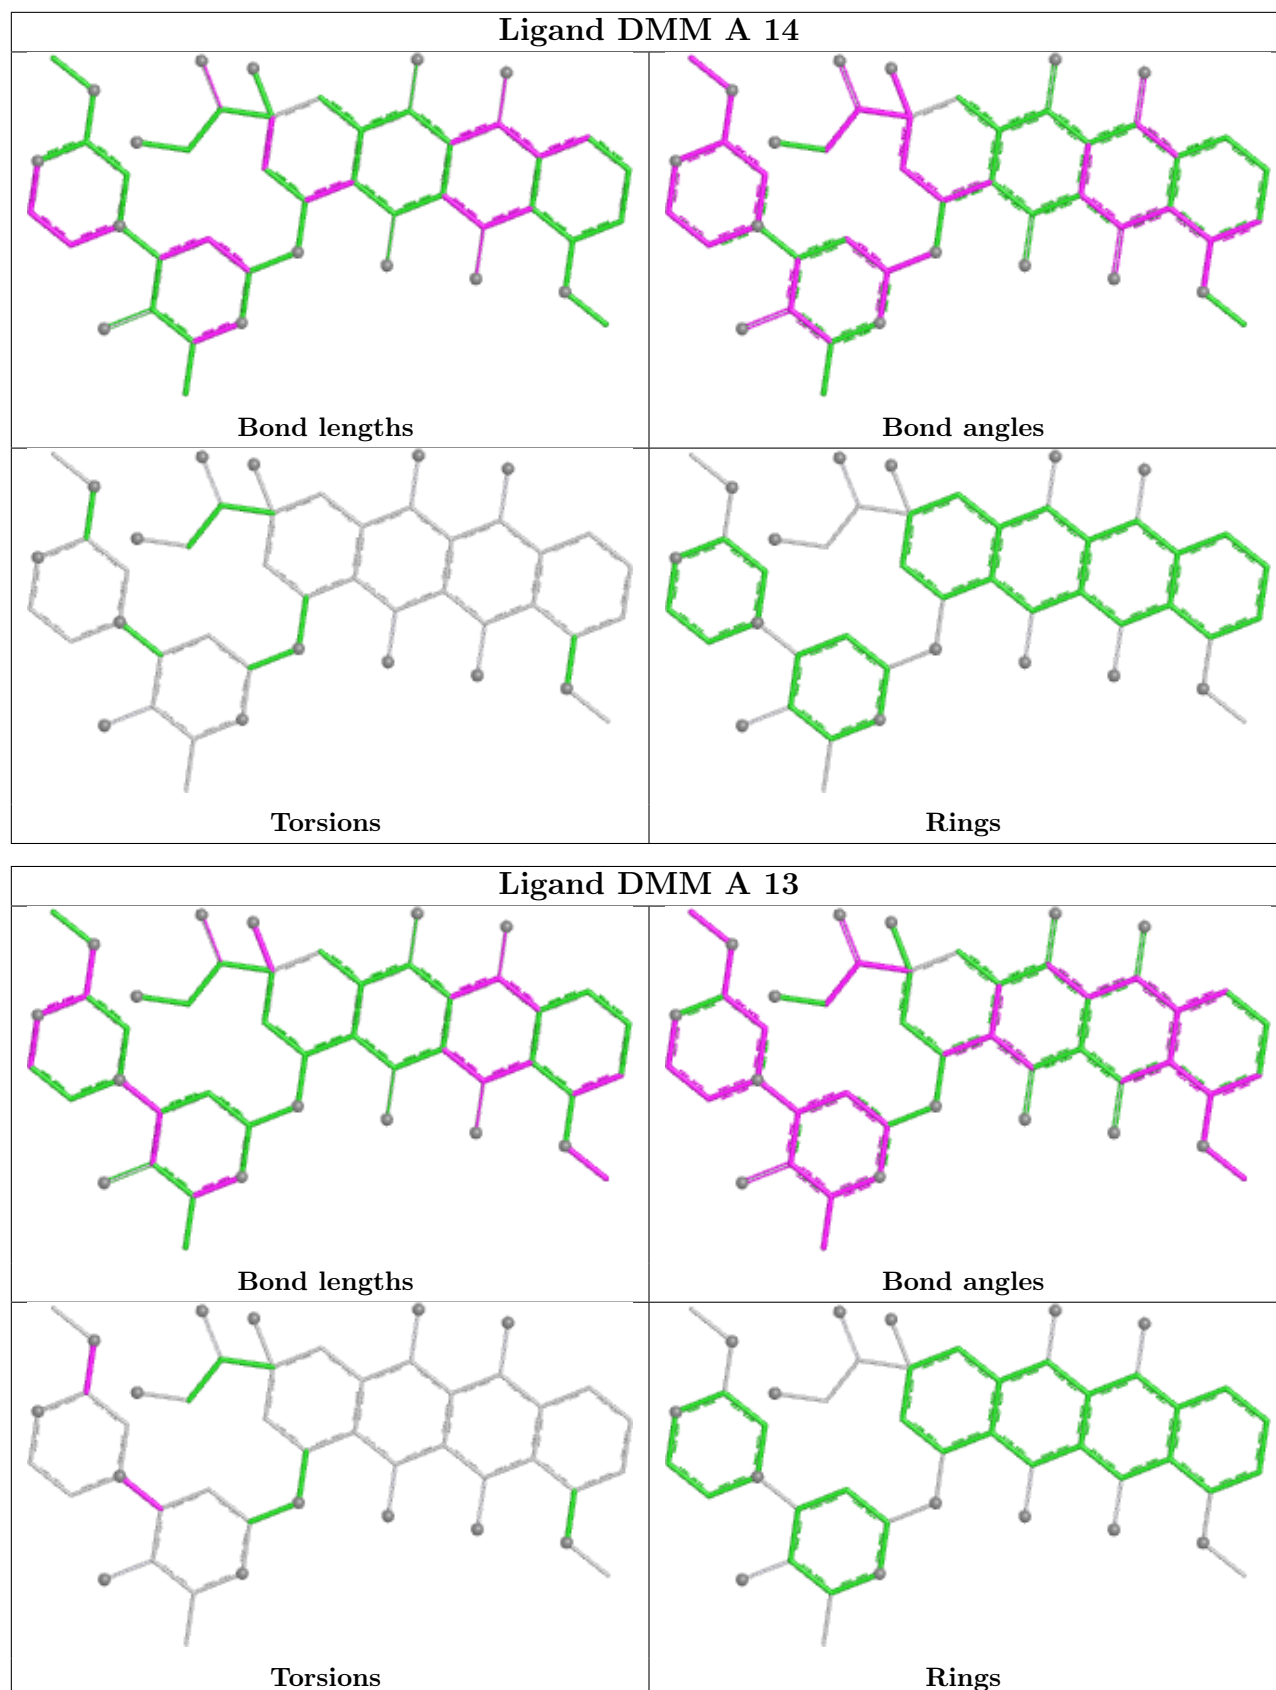 Ligand DMM A 14
Bond lengths
Bond angles
Torsions
Rings
Ligand DMM A 13
Bond lengths
Bond angles
Torsions
Rings